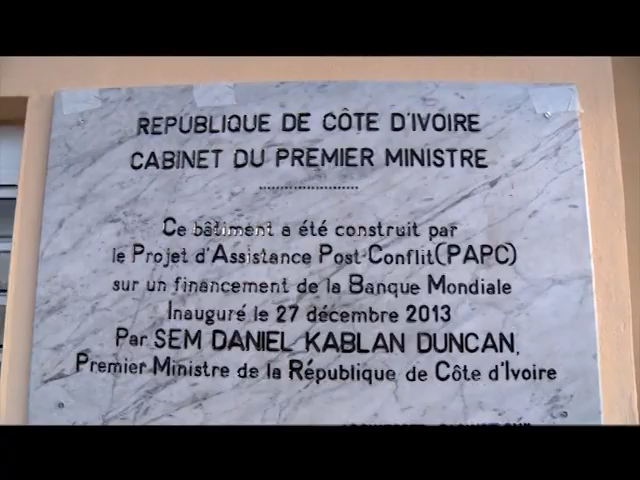 REPUBLIQUE DE CÔTE D'IVOIRE
CABINET DU PREMIER MINISTRE
Ce bâtiment a été construit par
le Projet d'Assistance Post Conflit(PAPC)
sur un financement de la Banque Mondiale
Inauguré le 27 décembre 2013
Par SEM DANIEL KABLAN DUNCAN,
Premier Ministre de la République de Côte d'Ivoire